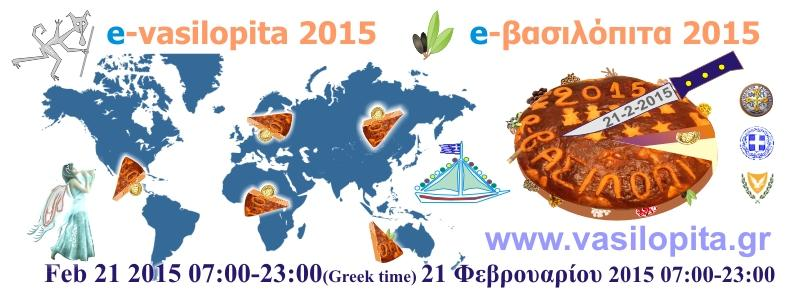 e-vasilopita 2015
e-βασιλόπιτα 2015
2015
21-2-2015
www.vasilopita.gr
Feb 21 2015 07:00-23:00(Greek time) 21 Φεβρουαρίου 2015 07:00-23:00